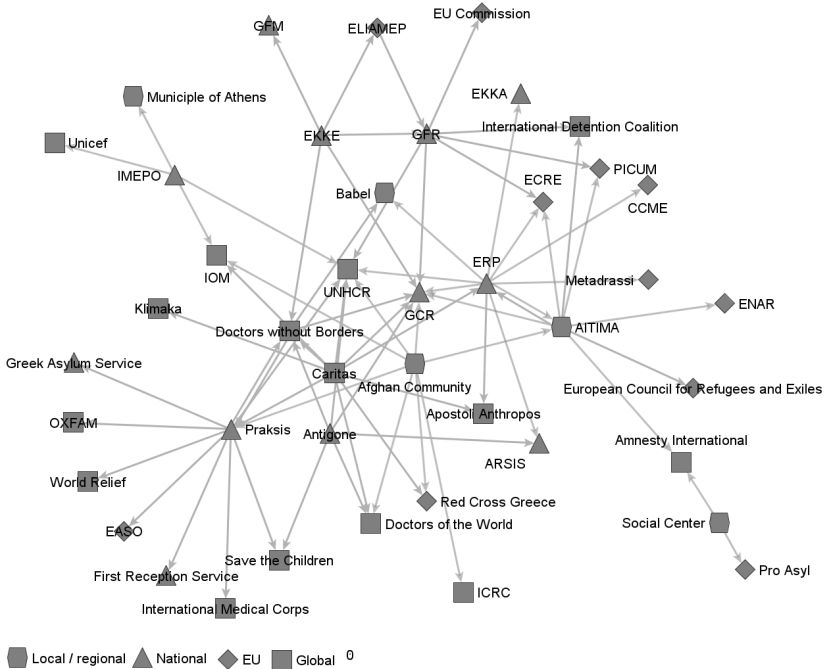 GFM
ELIAMEP
EU Commission
EKKA
Municiple of Athens
EKKE
GFR
International Detention Coalition
Unicef
IMEPO
PICUM
ECRE
CCME
Babel
IOM
UNHCR
ERP
Metadrassi
GCR
Klimaka
Doctors without Borders
AITIMA
ENAR
Greek Asylum Service
Caritas
Afghan Community
European Council for Refugees and Exiles
OXFAM
Praksis
Antigone
Apostoli Anthropos
ARSIS
Amnesty International
World Relief
Red Cross Greece
Doctors of the World
Social Center
EASO
Save the Children
First Reception Service
Pro Asyl
International Medical Corps
ICRC
Local / regional National EU Global 0